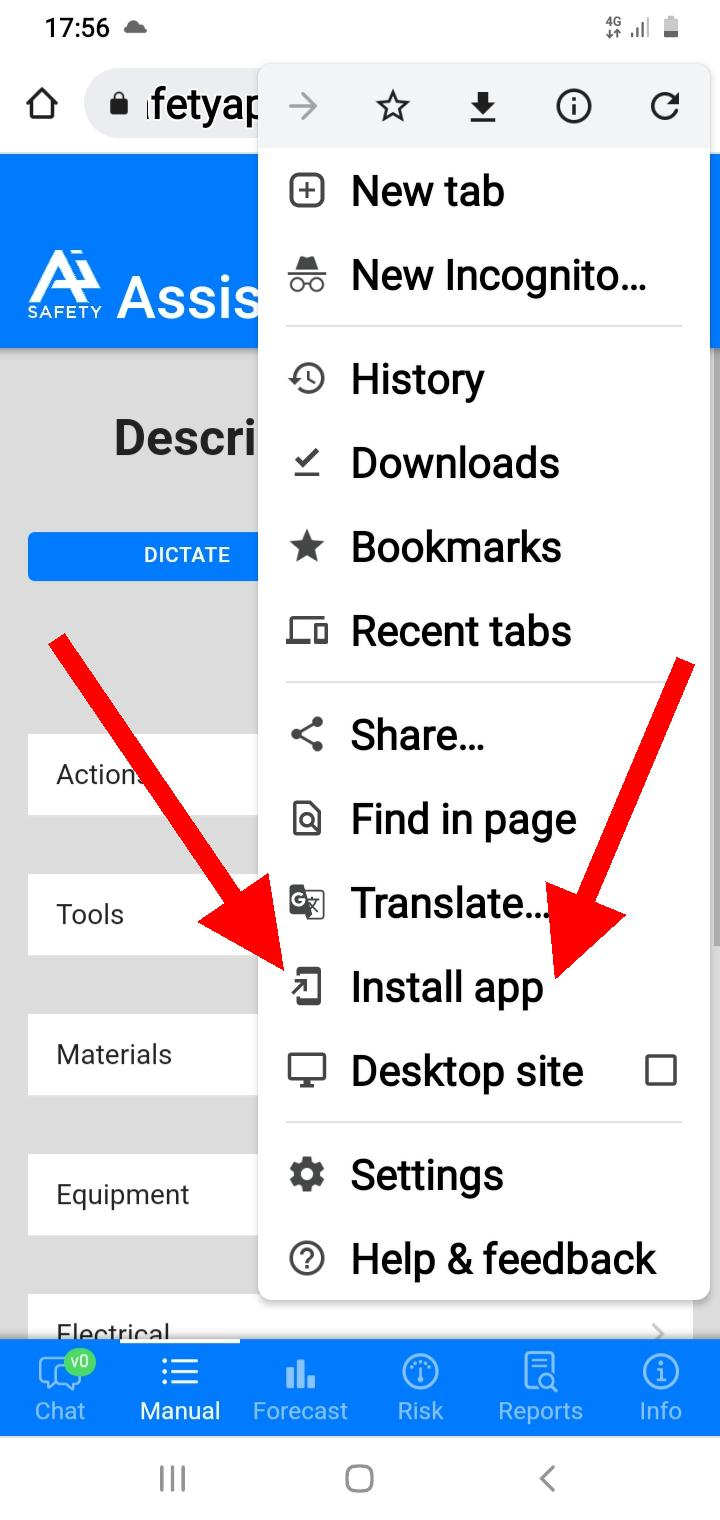 17:56
4G
fetyap
New tab
New Incognito...
History
Downloads
Bookmarks
Recent tabs
Share...
Find in page
Translate...
Install app
Desktop site
Settings
Help & feedback
Ai
SAFETY
Assis
Descri
DICTATE
Actions
Tools
Materials
Equipment
Electrical
v0
Chat
Manual
Forecast
Risk
Reports
Info